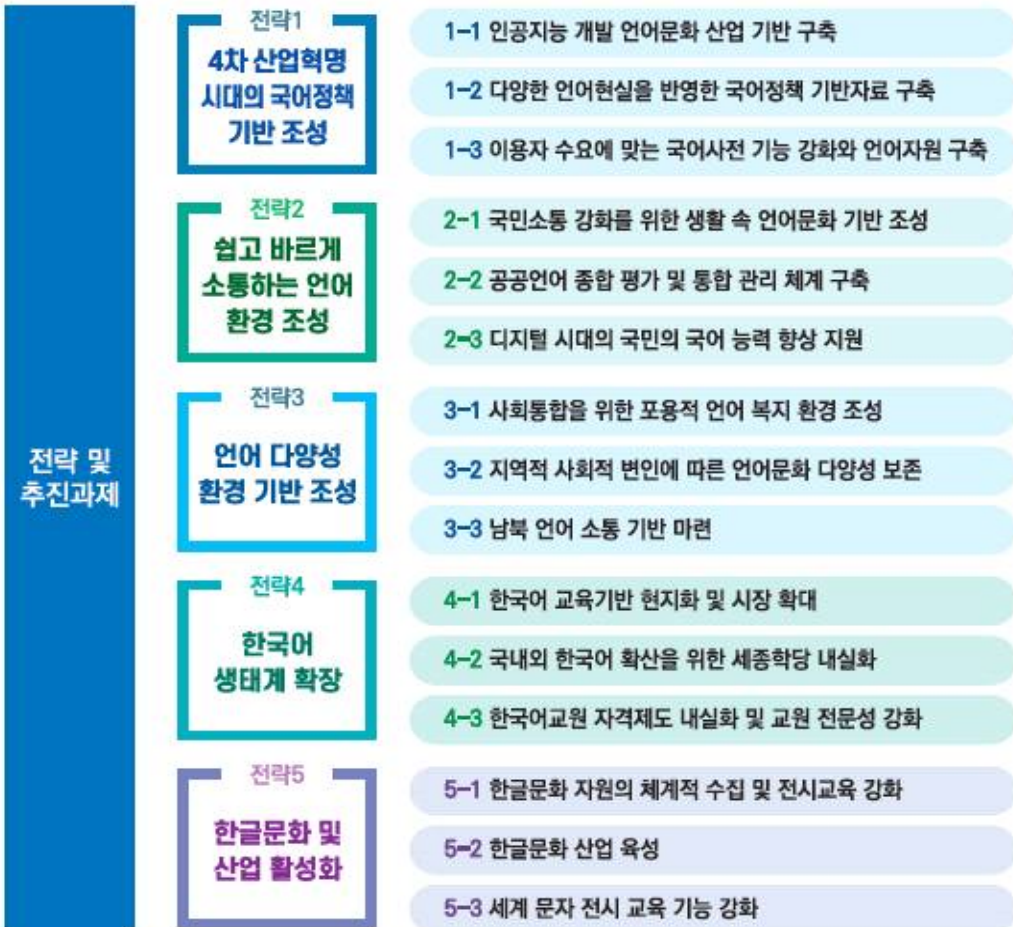 전략 및
추진과제
전략1
4차 산업혁명
시대의 국어정책
기반 조성
1-1 인공지능 개발 언어문화 산업 기반 구축
1-2 다양한 언어현실을 반영한 국어정책 기반자료 구축
1-3 이용자 수요에 맞는 국어사전 기능 강화와 언어자원 구축
전략2
쉽고 바르게
소통하는 언어
환경 조성
2-1 국민소통 강화를 위한 생활 속 언어문화 기반 조성
2-2 공공언어 종합 평가 및 통합 관리 체계 구축
2-3 디지털 시대의 국민의 국어 능력 향상 지원
전략3
언어 다양성
환경 기반 조성
3-1 사회통합을 위한 포용적 언어 복지 환경 조성
3-2 지역적 사회적 변인에 따른 언어문화 다양성 보존
3-3 남북 언어 소통 기반 마련
전략4
한국어
생태계 확장
4-1 한국어 교육기반 현지화 및 시장 확대
4-2 국내외 한국어 확산을 위한 세종학당 내실화
4-3 한국어교원 자격제도 내실화 및 교원 전문성 강화
전략5
한글문화 및
산업 활성화
5-1 한글문화 자원의 체계적 수집 및 전시교육 강화
5-2 한글문화 산업 육성
5-3 세계 문자 전시 교육 기능 강화